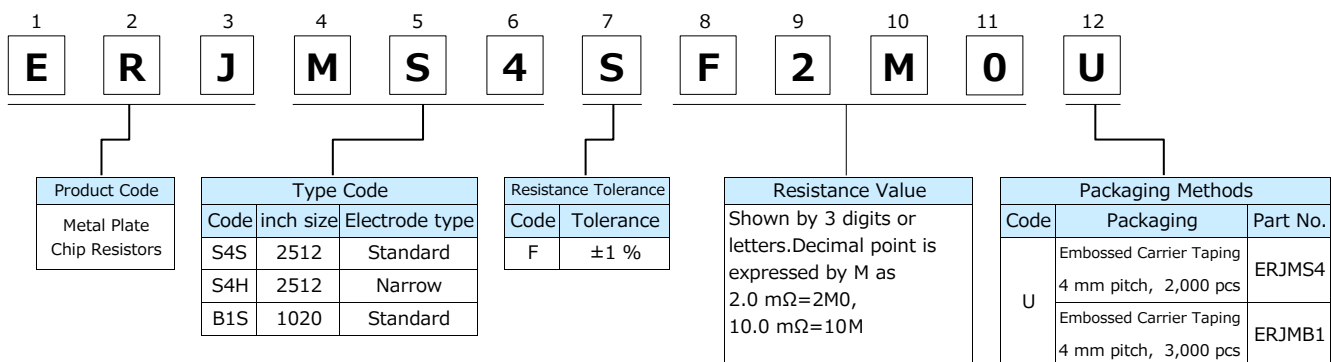 1 2 3 4 5 6 7 8 9 10 11 12
E R J M S 4 S F 2 M 0 U
Product Code
Metal Plate
Chip Resistors
Type Code
Code inch size Electrode type
S4S 2512 Standard
S4H 2512 Narrow
B1S 1020 Standard
Resistance Tolerance
Code Tolerance
F ±1 %
Resistance Value
Shown by 3 digits or
letters.Decimal point is
expressed by M as
2.0 mΩ=2M0,
10.0 mΩ=10M
Packaging Methods
Code Packaging Part No.
U
Embossed Carrier Taping
4 mm pitch, 2,000 pcs
ERJMS4
Embossed Carrier Taping
4 mm pitch, 3,000 pcs
ERJMB1